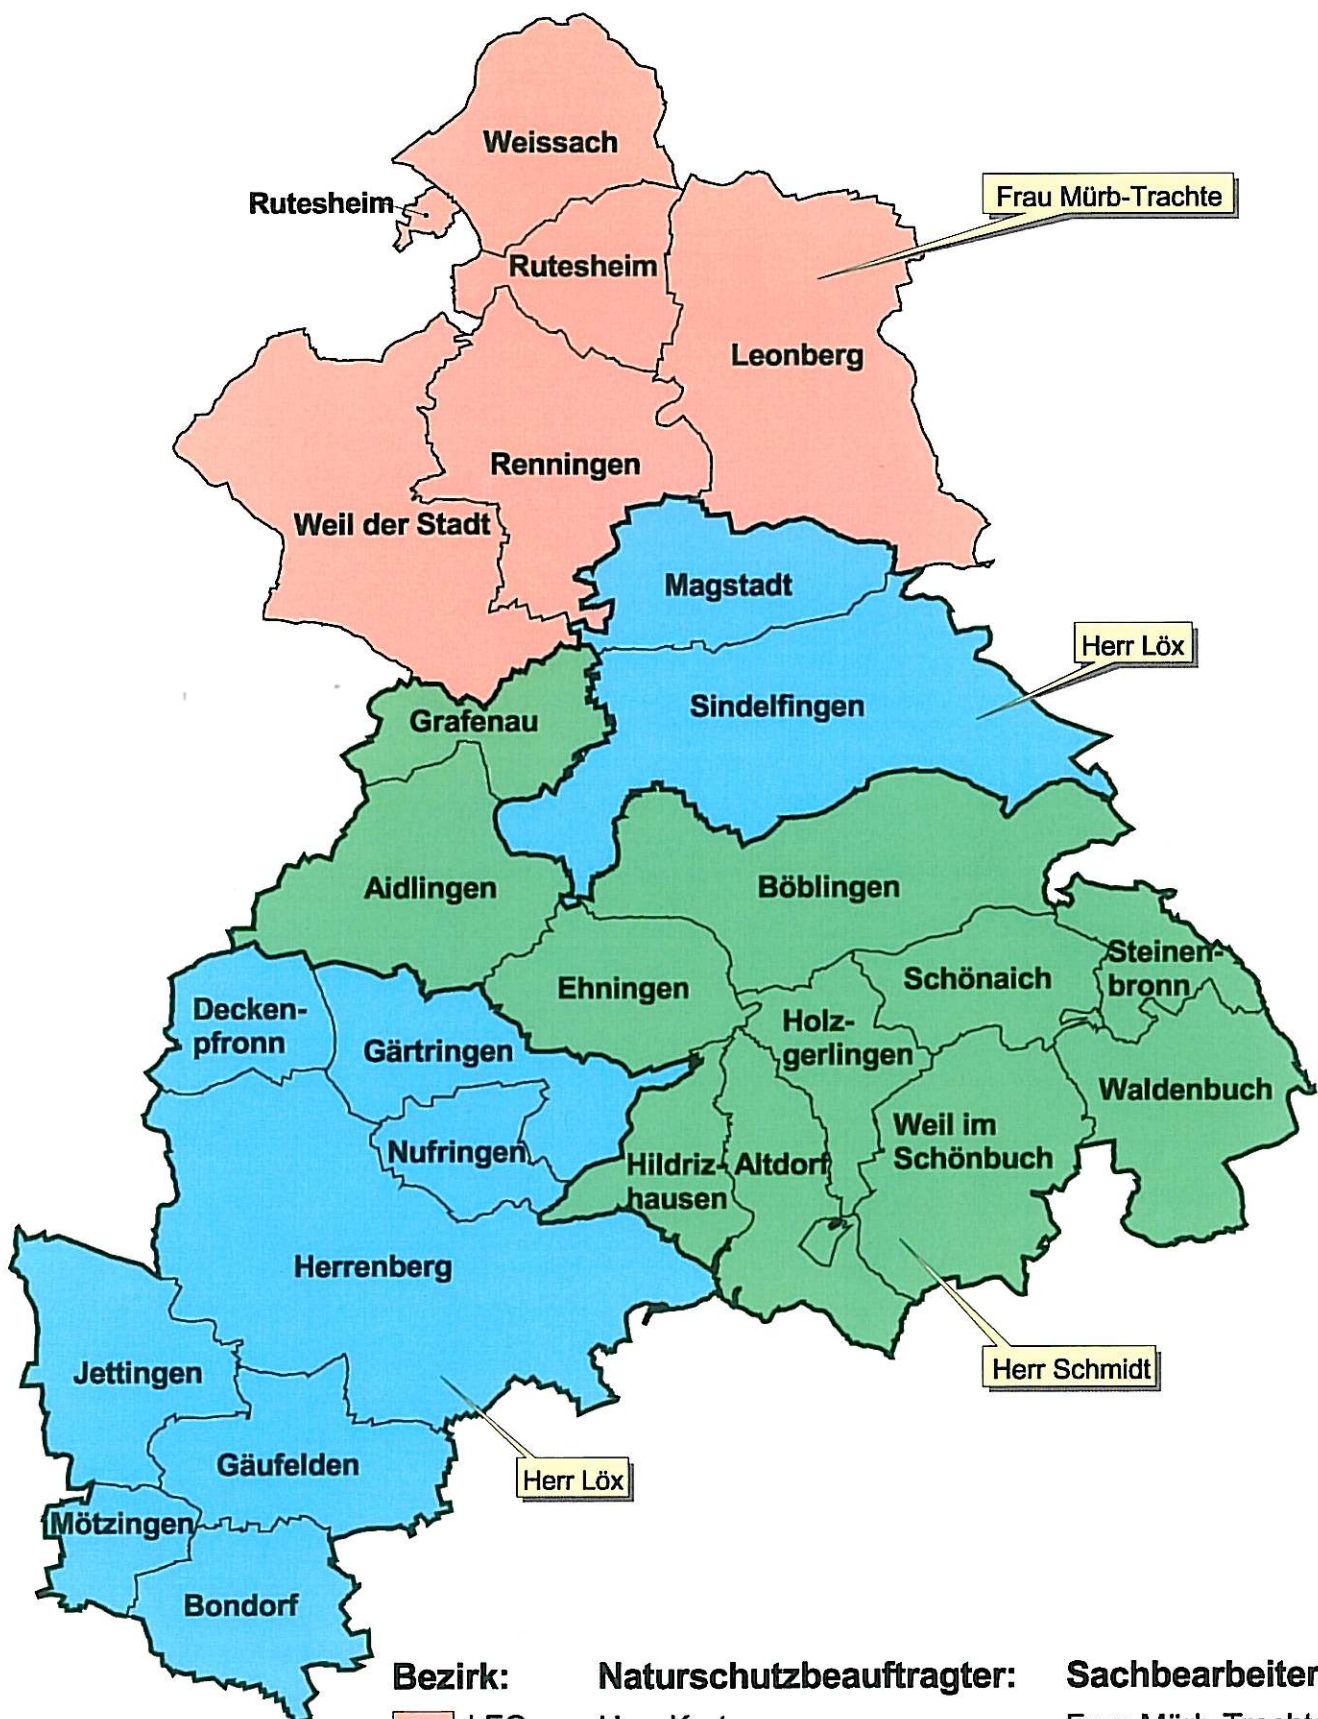 Weissach
Rutesheim
Frau Mürb-Trachte
Rutesheim
Leonberg
Renningen
Weil der Stadt
Magstadt
Herr Löx
Sindelfingen
Grafenau
Aidlingen
Böblingen
Steinen-
bronn
Schönaich
Ehningen
Decken-
pfronn
Holz-
gerlingen
Gärtringen
Waldenbuch
Weil im
Schönbuch
Nufringen
Hildriz-
hausen
Altdorf
Herrenberg
Herr Schmidt
Jettingen
Gäufelden
Herr Löx
Mötzingen
Bondorf
Bezirk: Naturschutzbeauftragter: Sachbearbeiter